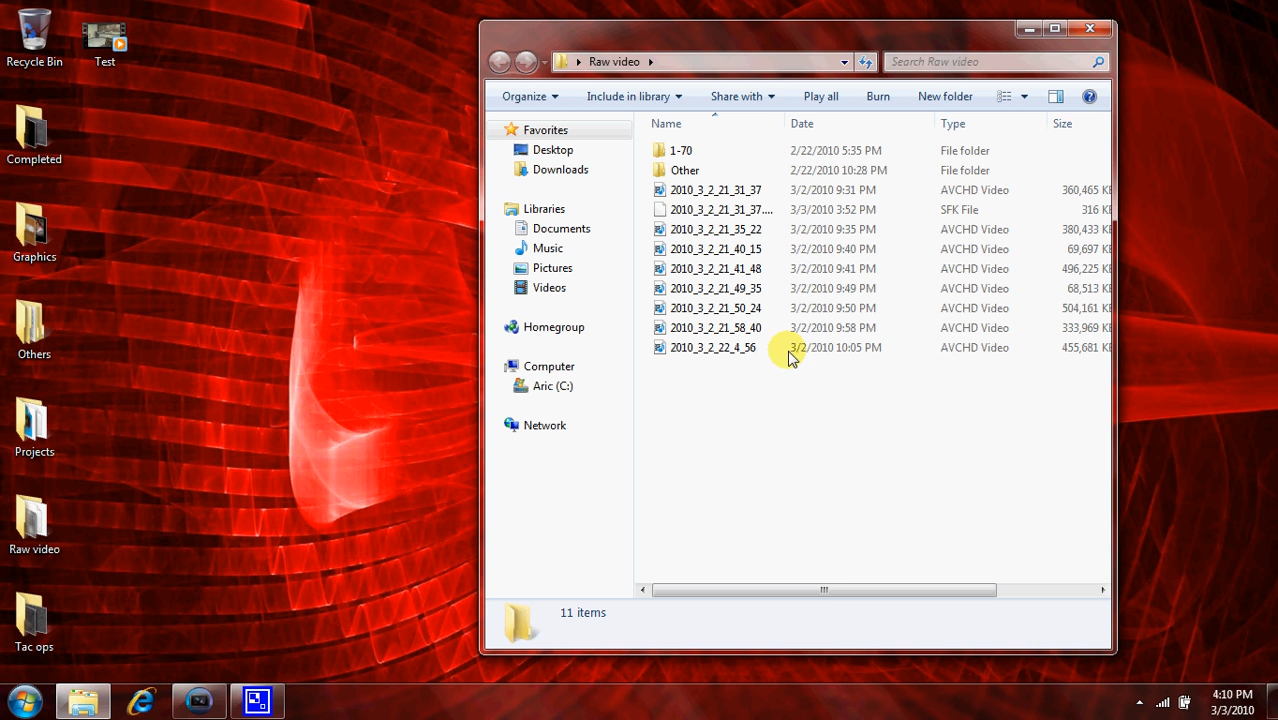 Recycle Bin
Test
Completed
Graphics
Others
Projects
Raw video
Tac ops
Raw video
Search Raw video
Organize Include in library Share with Play all Burn New folder
Favorites
Desktop
Downloads
Libraries
Documents
Music
Pictures
Videos
Homegroup
Computer
Aric (C:)
Network
Name Date Type Size
1-70 2/22/2010 5:35 PM File folder
Other 2/22/2010 10:28 PM File folder
2010_3_2_21_31_37 3/2/2010 9:31 PM AVCHD Video 360,465 KB
2010_3_2_21_31_37.... 3/3/2010 3:52 PM SFK File 316 KB
2010_3_2_21_35_22 3/2/2010 9:35 PM AVCHD Video 380,433 KB
2010_3_2_21_40_15 3/2/2010 9:40 PM AVCHD Video 69,697 KB
2010_3_2_21_41_48 3/2/2010 9:41 PM AVCHD Video 496,225 KB
2010_3_2_21_49_35 3/2/2010 9:49 PM AVCHD Video 68,513 KB
2010_3_2_21_50_24 3/2/2010 9:50 PM AVCHD Video 504,161 KB
2010_3_2_21_58_40 3/2/2010 9:58 PM AVCHD Video 333,969 KB
2010_3_2_22_4_56 3/2/2010 10:05 PM AVCHD Video 455,681 KB
11 items
4:10 PM
3/3/2010